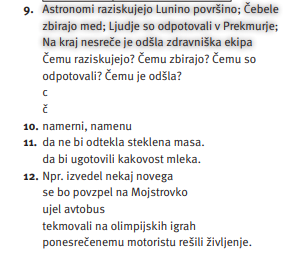 9. Astronomi raziskujejo Lunino površino; Čebele
zbirajo med; Ljudje so odpotovali v Prekmurje;
Na kraj nesreče je odšla zdravniška ekipa
Čemu raziskujejo? Čemu zbirajo? Čemu so
odpotovali? Čemu je odšla?
c
č
10. namerni, namenu
11. da ne bi odtekla steklena masa.
da bi ugotovili kakovost mleka.
12. Npr. izvedel nekaj novega
se bo povzpel na Mojstrovko
ujel avtobus
tekmovali na olimpijskih igrah
ponesrečenemu motoristu rešili življenje.